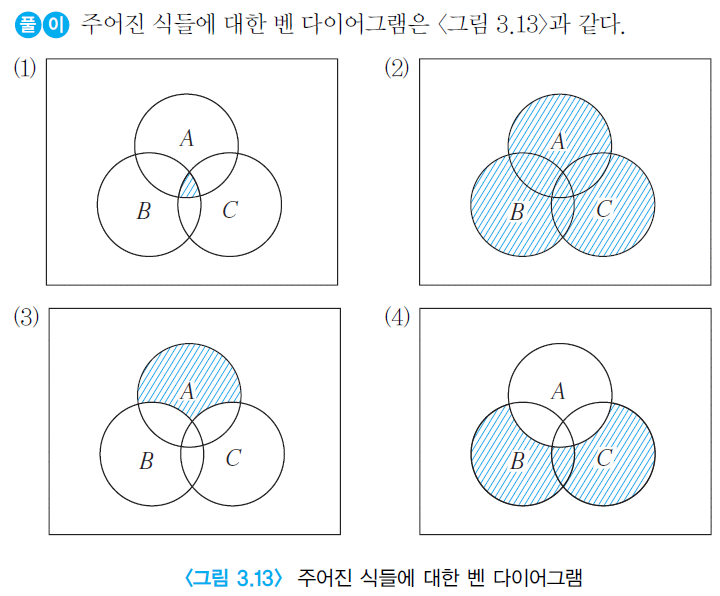 풀이 주어진 식들에 대한 벤 다이어그램은 〈그림 3.13〉과 같다.
(1) (2)
A A
B C B C
(3) (4)
A A
B C B C
〈그림 3.13〉 주어진 식들에 대한 벤 다이어그램